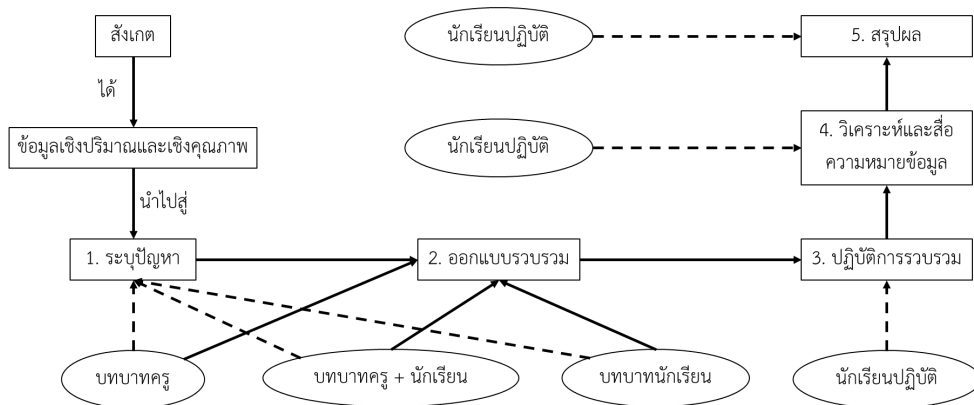 สังเกต
นักเรียนปฏิบัติ
5. สรุปผล
ได้
ข้อมูลเชิงปริมาณและเชิงคุณภาพ
นักเรียนปฏิบัติ
4. วิเคราะห์และสื่อ
ความหมายข้อมูล
นำไปสู่
1. ระบุปัญหา
2. ออกแบบรวบรวม
3. ปฏิบัติการรวบรวม
บทบาทครู
บทบาทครู + นักเรียน
บทบาทนักเรียน
นักเรียนปฏิบัติ